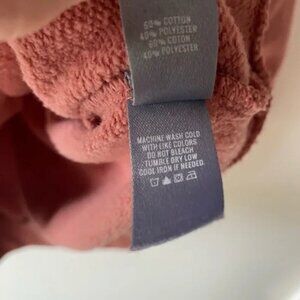 60% COTTON
40% POLYESTER
60% COTON
40% POLYESTER
MACHINE WASH COLD
WITH LIKE COLORS
DO NOT BLEACH
TUMBLE DRY LOW
COOL IRON IF NEEDED.